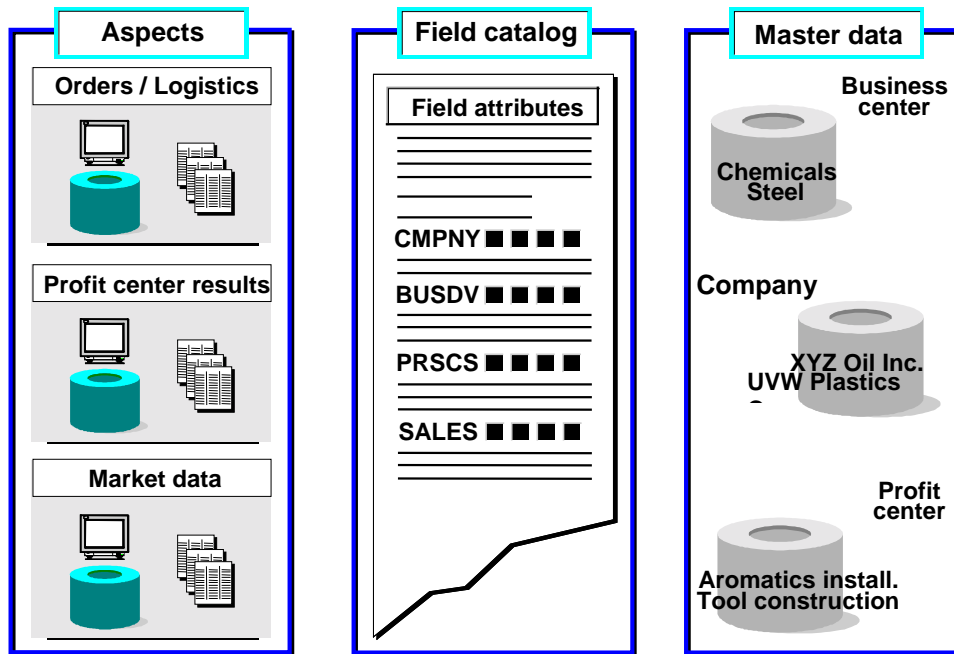 Aspects
Orders / Logistics
Profit center results
Market data
Field catalog
Field attributes
CMPNY
BUSDV
PRSCS
SALES
Master data
Business
center
Chemicals
Steel
Company
XYZ Oil Inc.
UVW Plastics
Profit
center
Aromatics install.
Tool construction